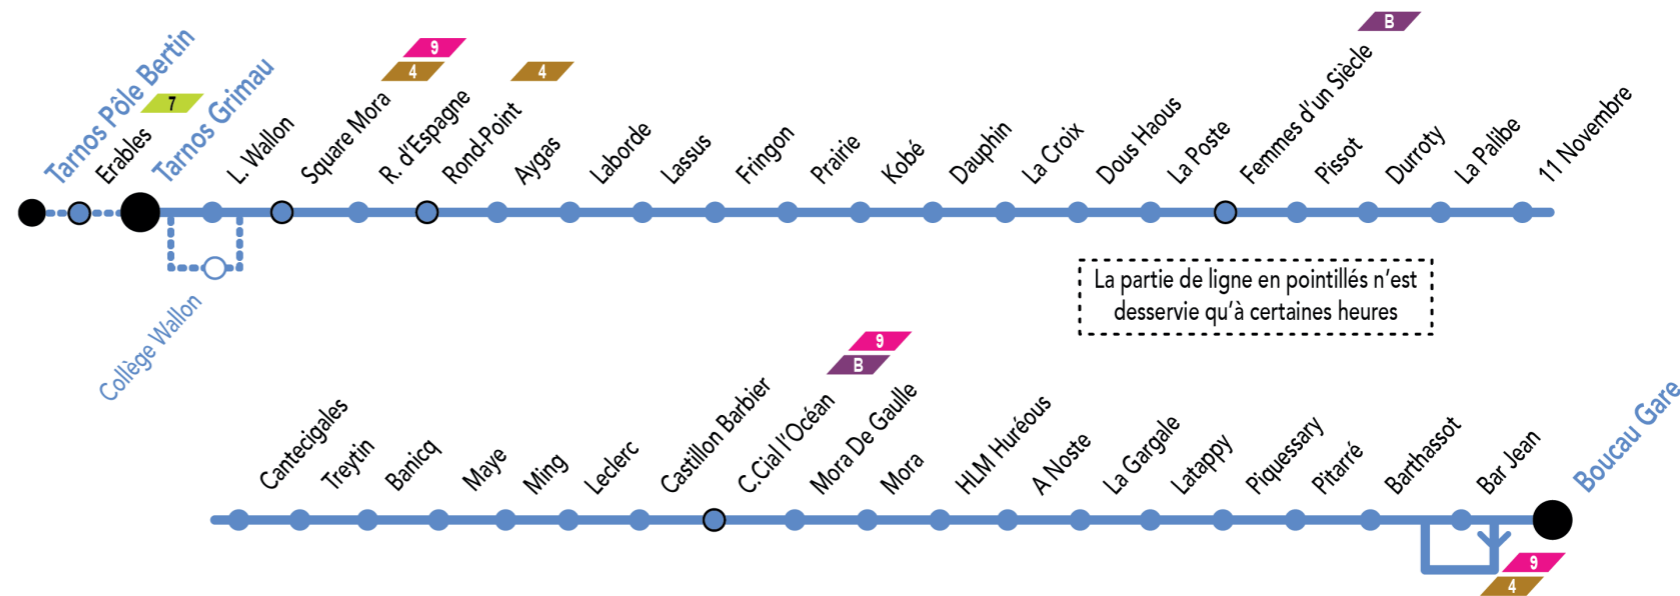 Tarnos Pôle Bertin
Erables
7
Tarnos Grimau
L. Wallon
Square Mora
9
4
R. d'Espagne
Rond-Point
4
Aygas
Laborde
Lassus
Fringon
Prairie
Kobé
Dauphin
La Croix
Dous Haous
La Poste
Femmes d'un Siècle
B
Pissot
Durroty
La Palibe
11 Novembre
Collège Wallon
La partie de ligne en pointillés n'est
desservie qu'à certaines heures
Cantecigales
Treytin
Banicq
Maye
Ming
Leclerc
Castillon Barbier
C.Cial l'Océan
9
B
Mora De Gaulle
Mora
HLM Huréous
A Noste
La Gargale
Latappy
Piquessary
Pitarré
Barthassot
Bar Jean
Boucau Gare
9
4